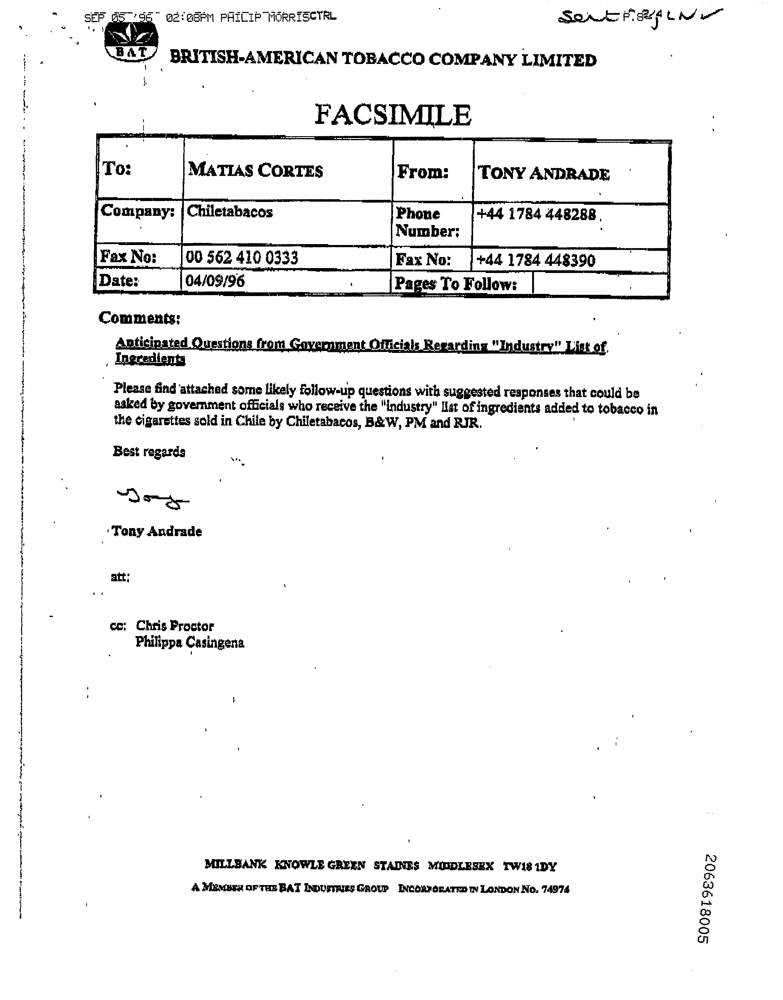 SEP 05 '96 02:08PM PHILIP MORRIS CTRL
Sent
BAT
BRITISH-AMERICAN TOBACCO COMPANY LIMITED
FACSIMILE
To: MATIAS CORTES From: TONY ANDRADE
Company: Chiletabacos Phone Number: +44 1784 448288
Fax No: 00 562 410 0333 Fax No: +44 1784 448390
Date: 04/09/96 Pages To Follow:
Comments:
Anticipated Questions from Government Officials Regarding "Industry" List of
Ingredients
Please find attached some likely follow-up questions with suggested responses that could be
asked by government officials who receive the "industry" list of ingredients added to tobacco in
the cigarettes sold in Chile by Chiletabacos, B&W, PM and RJR.
Best regards
Tony
Tony Andrade
att:
cc: Chris Proctor
Philippa Casingena
MILLBANK KNOWLE GREEN STAINES MIDDLESEX TW18 1DY
A MEMBER OF THE BAT INDUSTRIES GROUP INCORPORATED IN LONDON No. 74974
2063618005